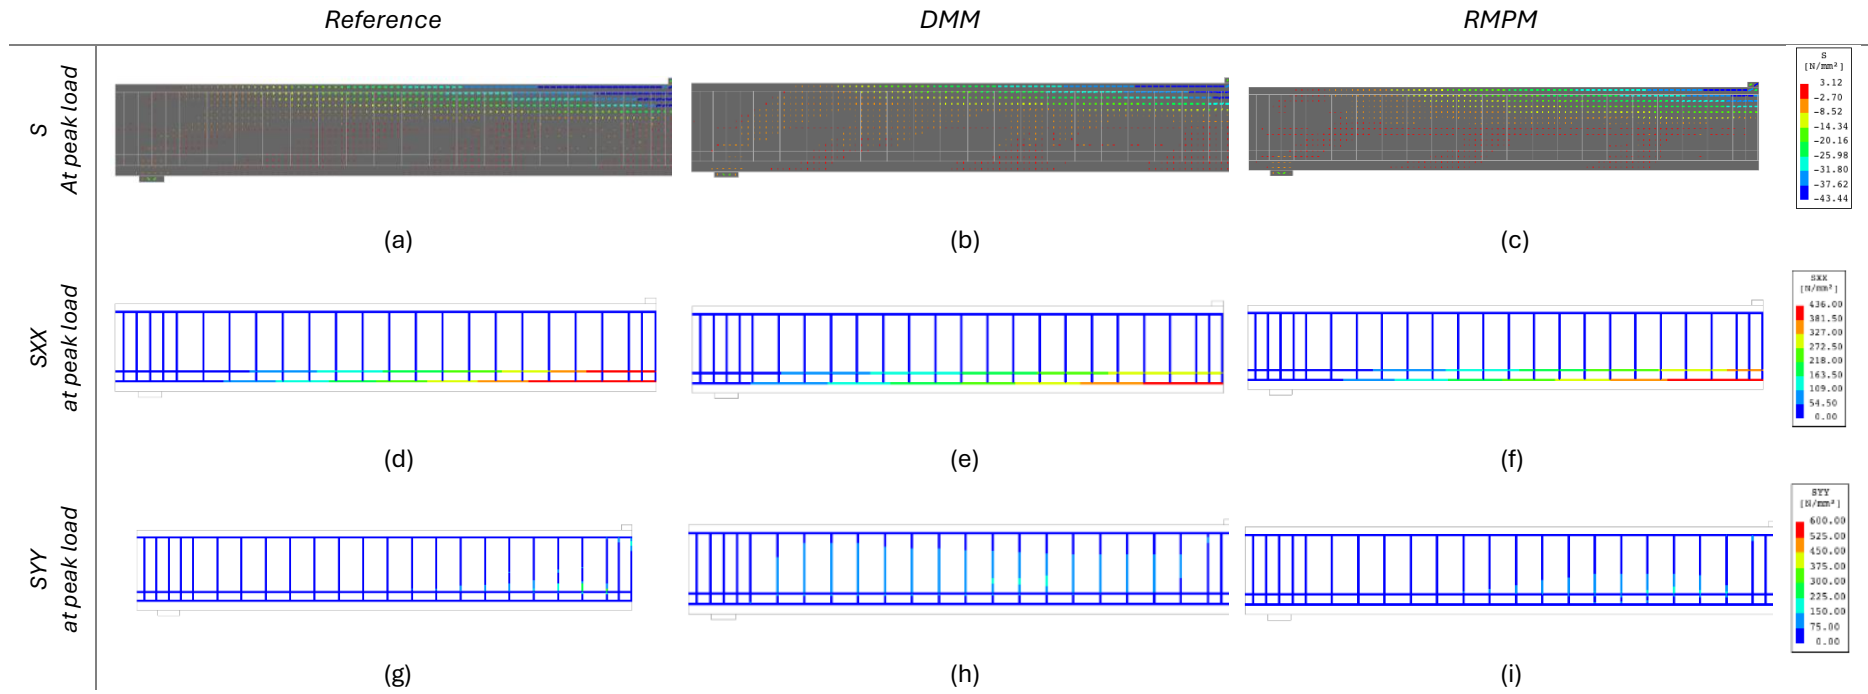 Reference DMM RMPM
S
At peak load
S
[N/mm²]
3.12
-2.70
-8.52
-14.34
-20.16
-25.98
-31.80
-37.62
-43.44
(a) (b) (c)
SXX
at peak load
SXX
[N/mm²]
436.00
381.50
327.00
272.50
218.00
163.50
109.00
54.50
0.00
(d) (e) (f)
SYY
at peak load
SYY
[N/mm²]
600.00
525.00
450.00
375.00
300.00
225.00
150.00
75.00
0.00
(g) (h) (i)